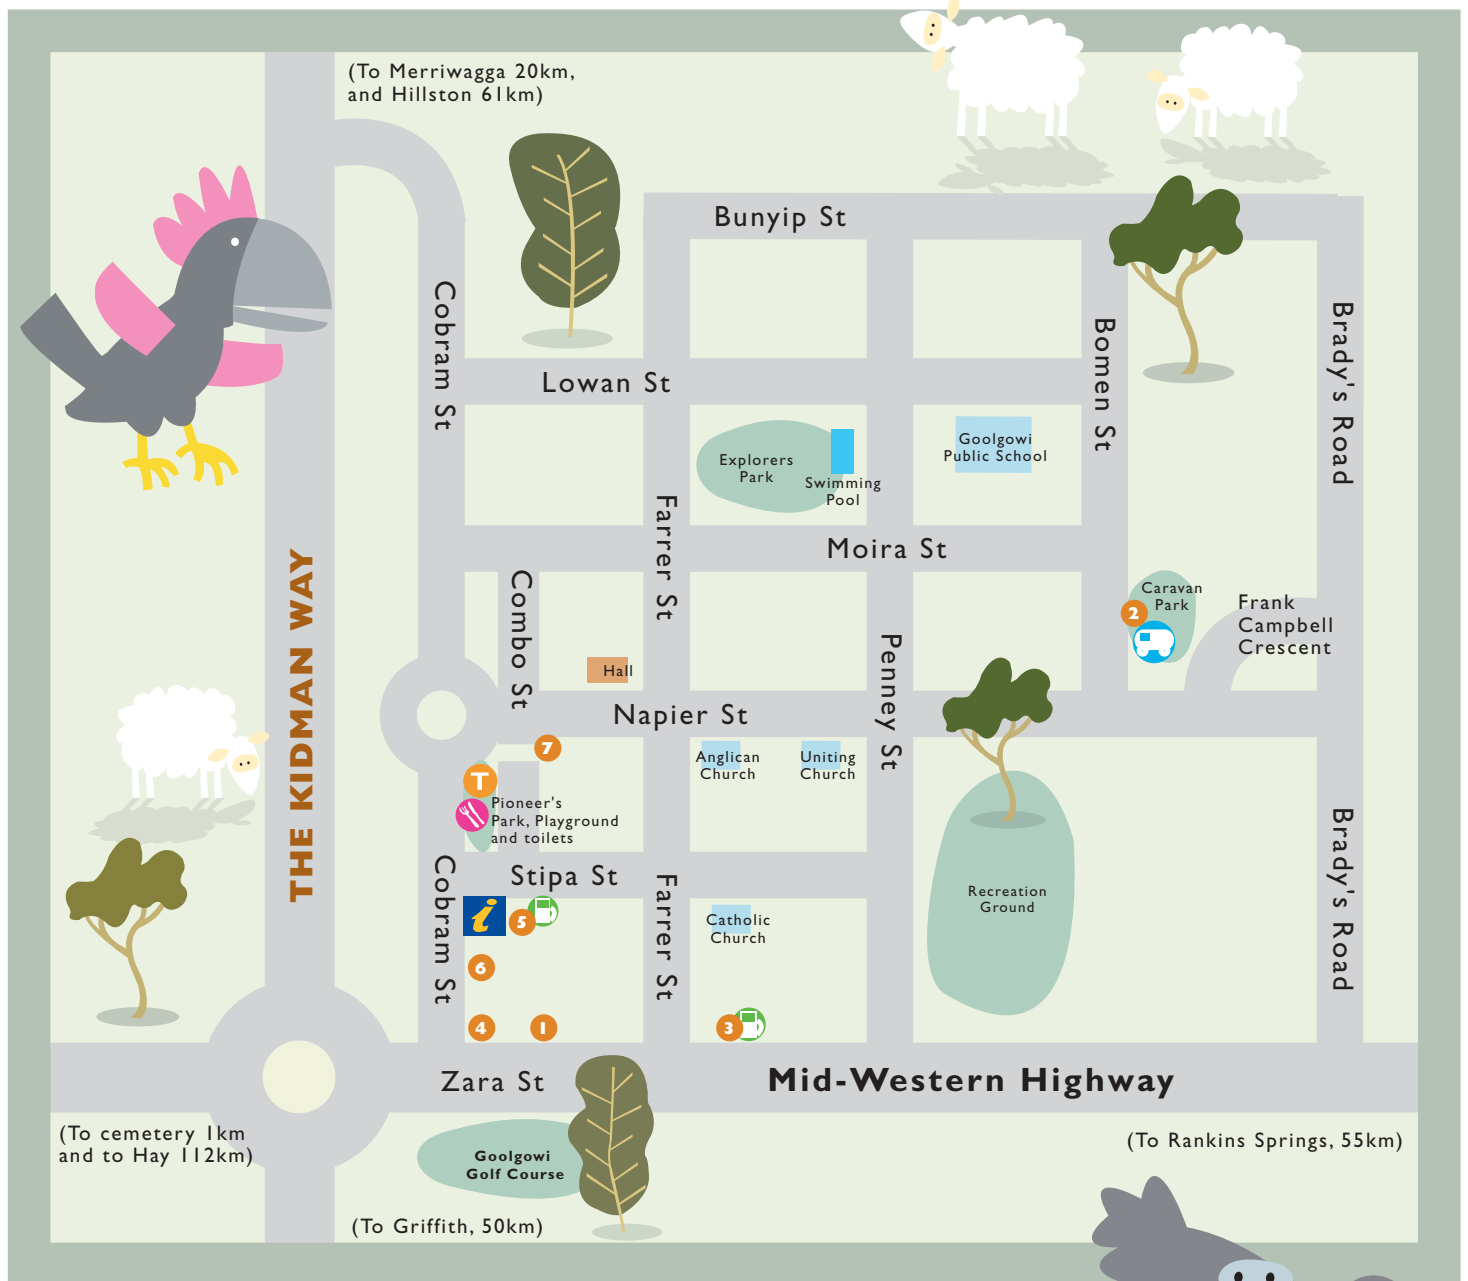 (To Merriwagga 20km,
and Hillston 61km)
Bunyip St
Cobram St
Lowan St
Bomen St
Brady's Road
Explorers
Park
Swimming
Pool
Goolgowi
Public School
Farrer St
Moira St
THE KIDMAN WAY
Combo St
Hall
Penney St
Caravan
Park
2
Frank
Campbell
Crescent
Napier St
7
Anglican
Church
Uniting
Church
T
Pioneer's
Park, Playground
and toilets
Cobram St
Stipa St
Farrer St
Brady's Road
i
5
6
4
1
Catholic
Church
3
Recreation
Ground
Zara St
Mid-Western Highway
(To cemetery 1km
and to Hay 112km)
Goolgowi
Golf Course
(To Rankins Springs, 55km)
(To Griffith, 50km)